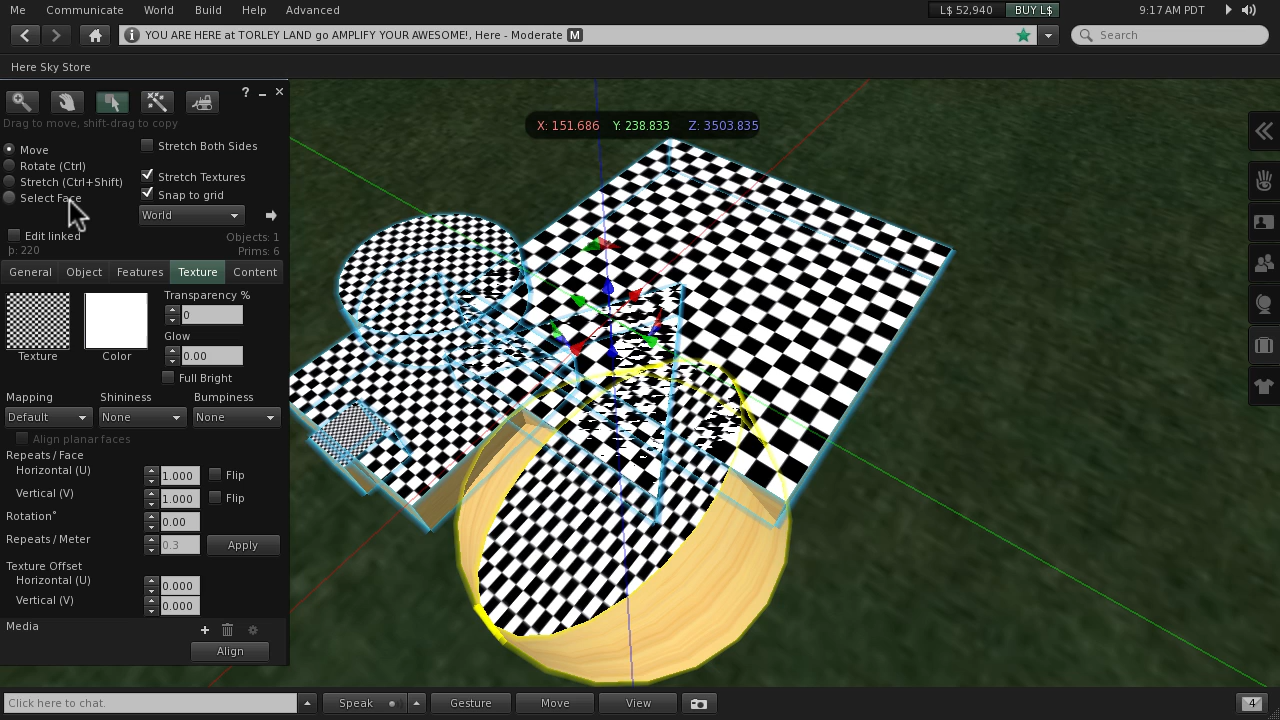 Me Communicate World Build Help Advanced L$ 52,940 BUY L$ 9:17 AM PDT
YOU ARE HERE at TORLEY LAND go AMPLIFY YOUR AWESOME!, Here - Moderate M Search
Here Sky Store
? _ ×
Drag to move, shift-drag to copy
X: 151.686 Y: 238.833 Z: 3503.835
Move Stretch Both Sides
Rotate (Ctrl)
Stretch (Ctrl+Shift) Stretch Textures
Select Face Snap to grid
World
Edit linked Objects: 1
þ: 220 Prims: 6
General Object Features Texture Content
Transparency %
0
Glow
0.00
Texture Color
Full Bright
Mapping Shininess Bumpiness
Default None None
Align planar faces
Repeats / Face
Horizontal (U) 1.000 Flip
Vertical (V) 1.000 Flip
Rotation° 0.00
Repeats / Meter 0.3 Apply
Texture Offset
Horizontal (U) 0.000
Vertical (V) 0.000
Media +
Align
Click here to chat. Speak Gesture Move View 4